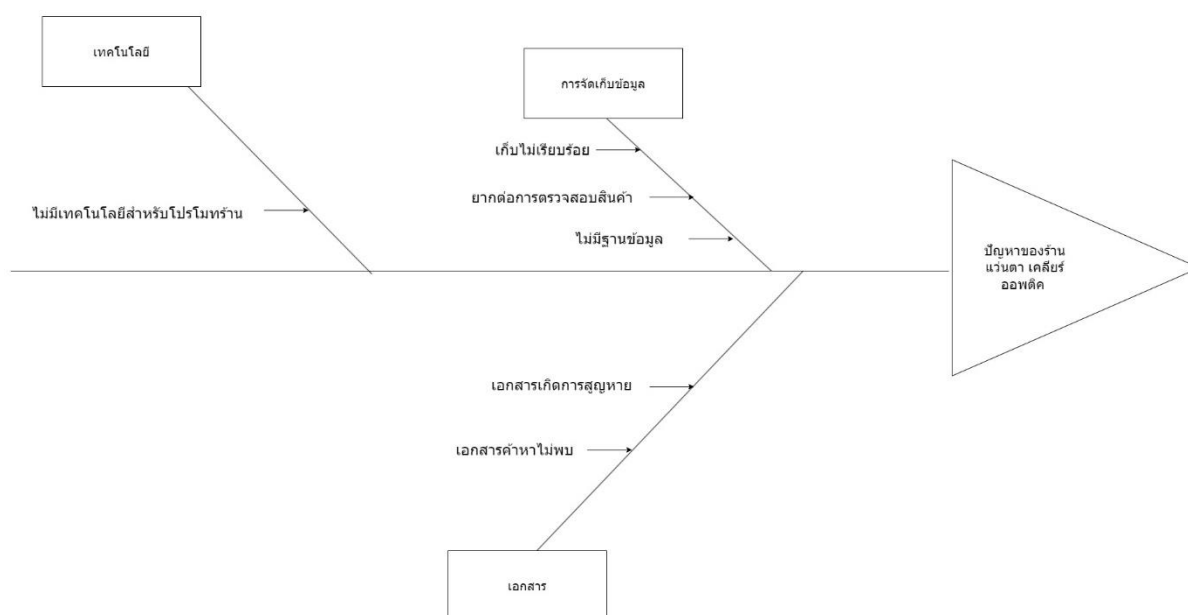 เทคโนโลยี
การจัดเก็บข้อมูล
เก็บไม่เรียบร้อย
ยากต่อการตรวจสอบสินค้า
ไม่มีเทคโนโลยีสำหรับโปรโมทร้าน
ไม่มีฐานข้อมูล
ปัญหาของร้าน
แว่นตา เคลียร์
ออพติค
เอกสารเกิดการสูญหาย
เอกสารค้าหาไม่พบ
เอกสาร